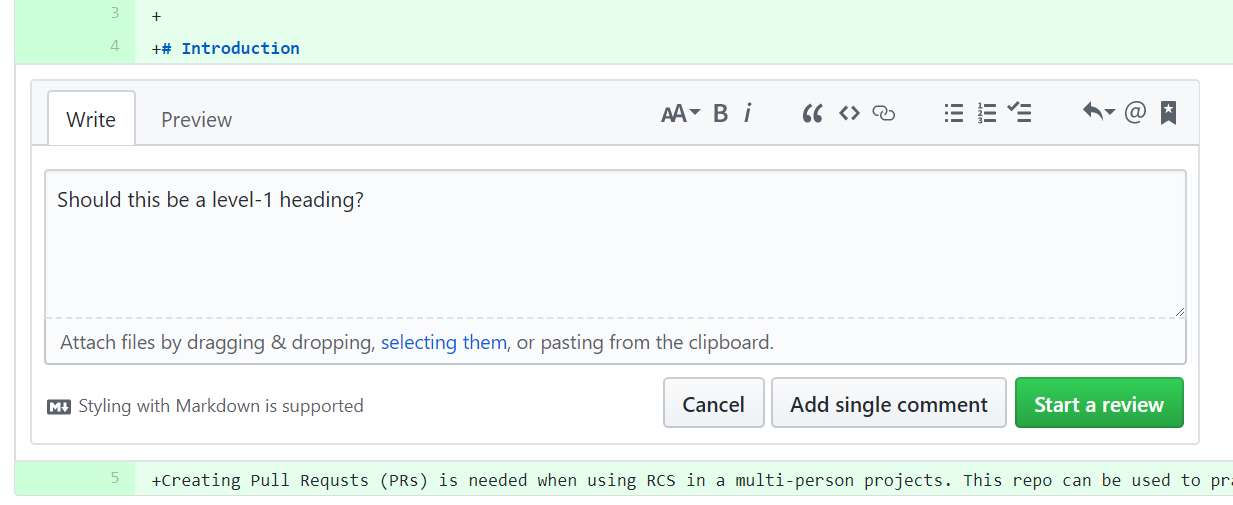 3 +
4 +# Introduction
Write Preview AA B i
Should this be a level-1 heading?
Attach files by dragging & dropping, selecting them, or pasting from the clipboard.
Styling with Markdown is supported Cancel Add single comment Start a review
5 +Creating Pull Requsts (PRs) is needed when using RCS in a multi-person projects. This repo can be used to